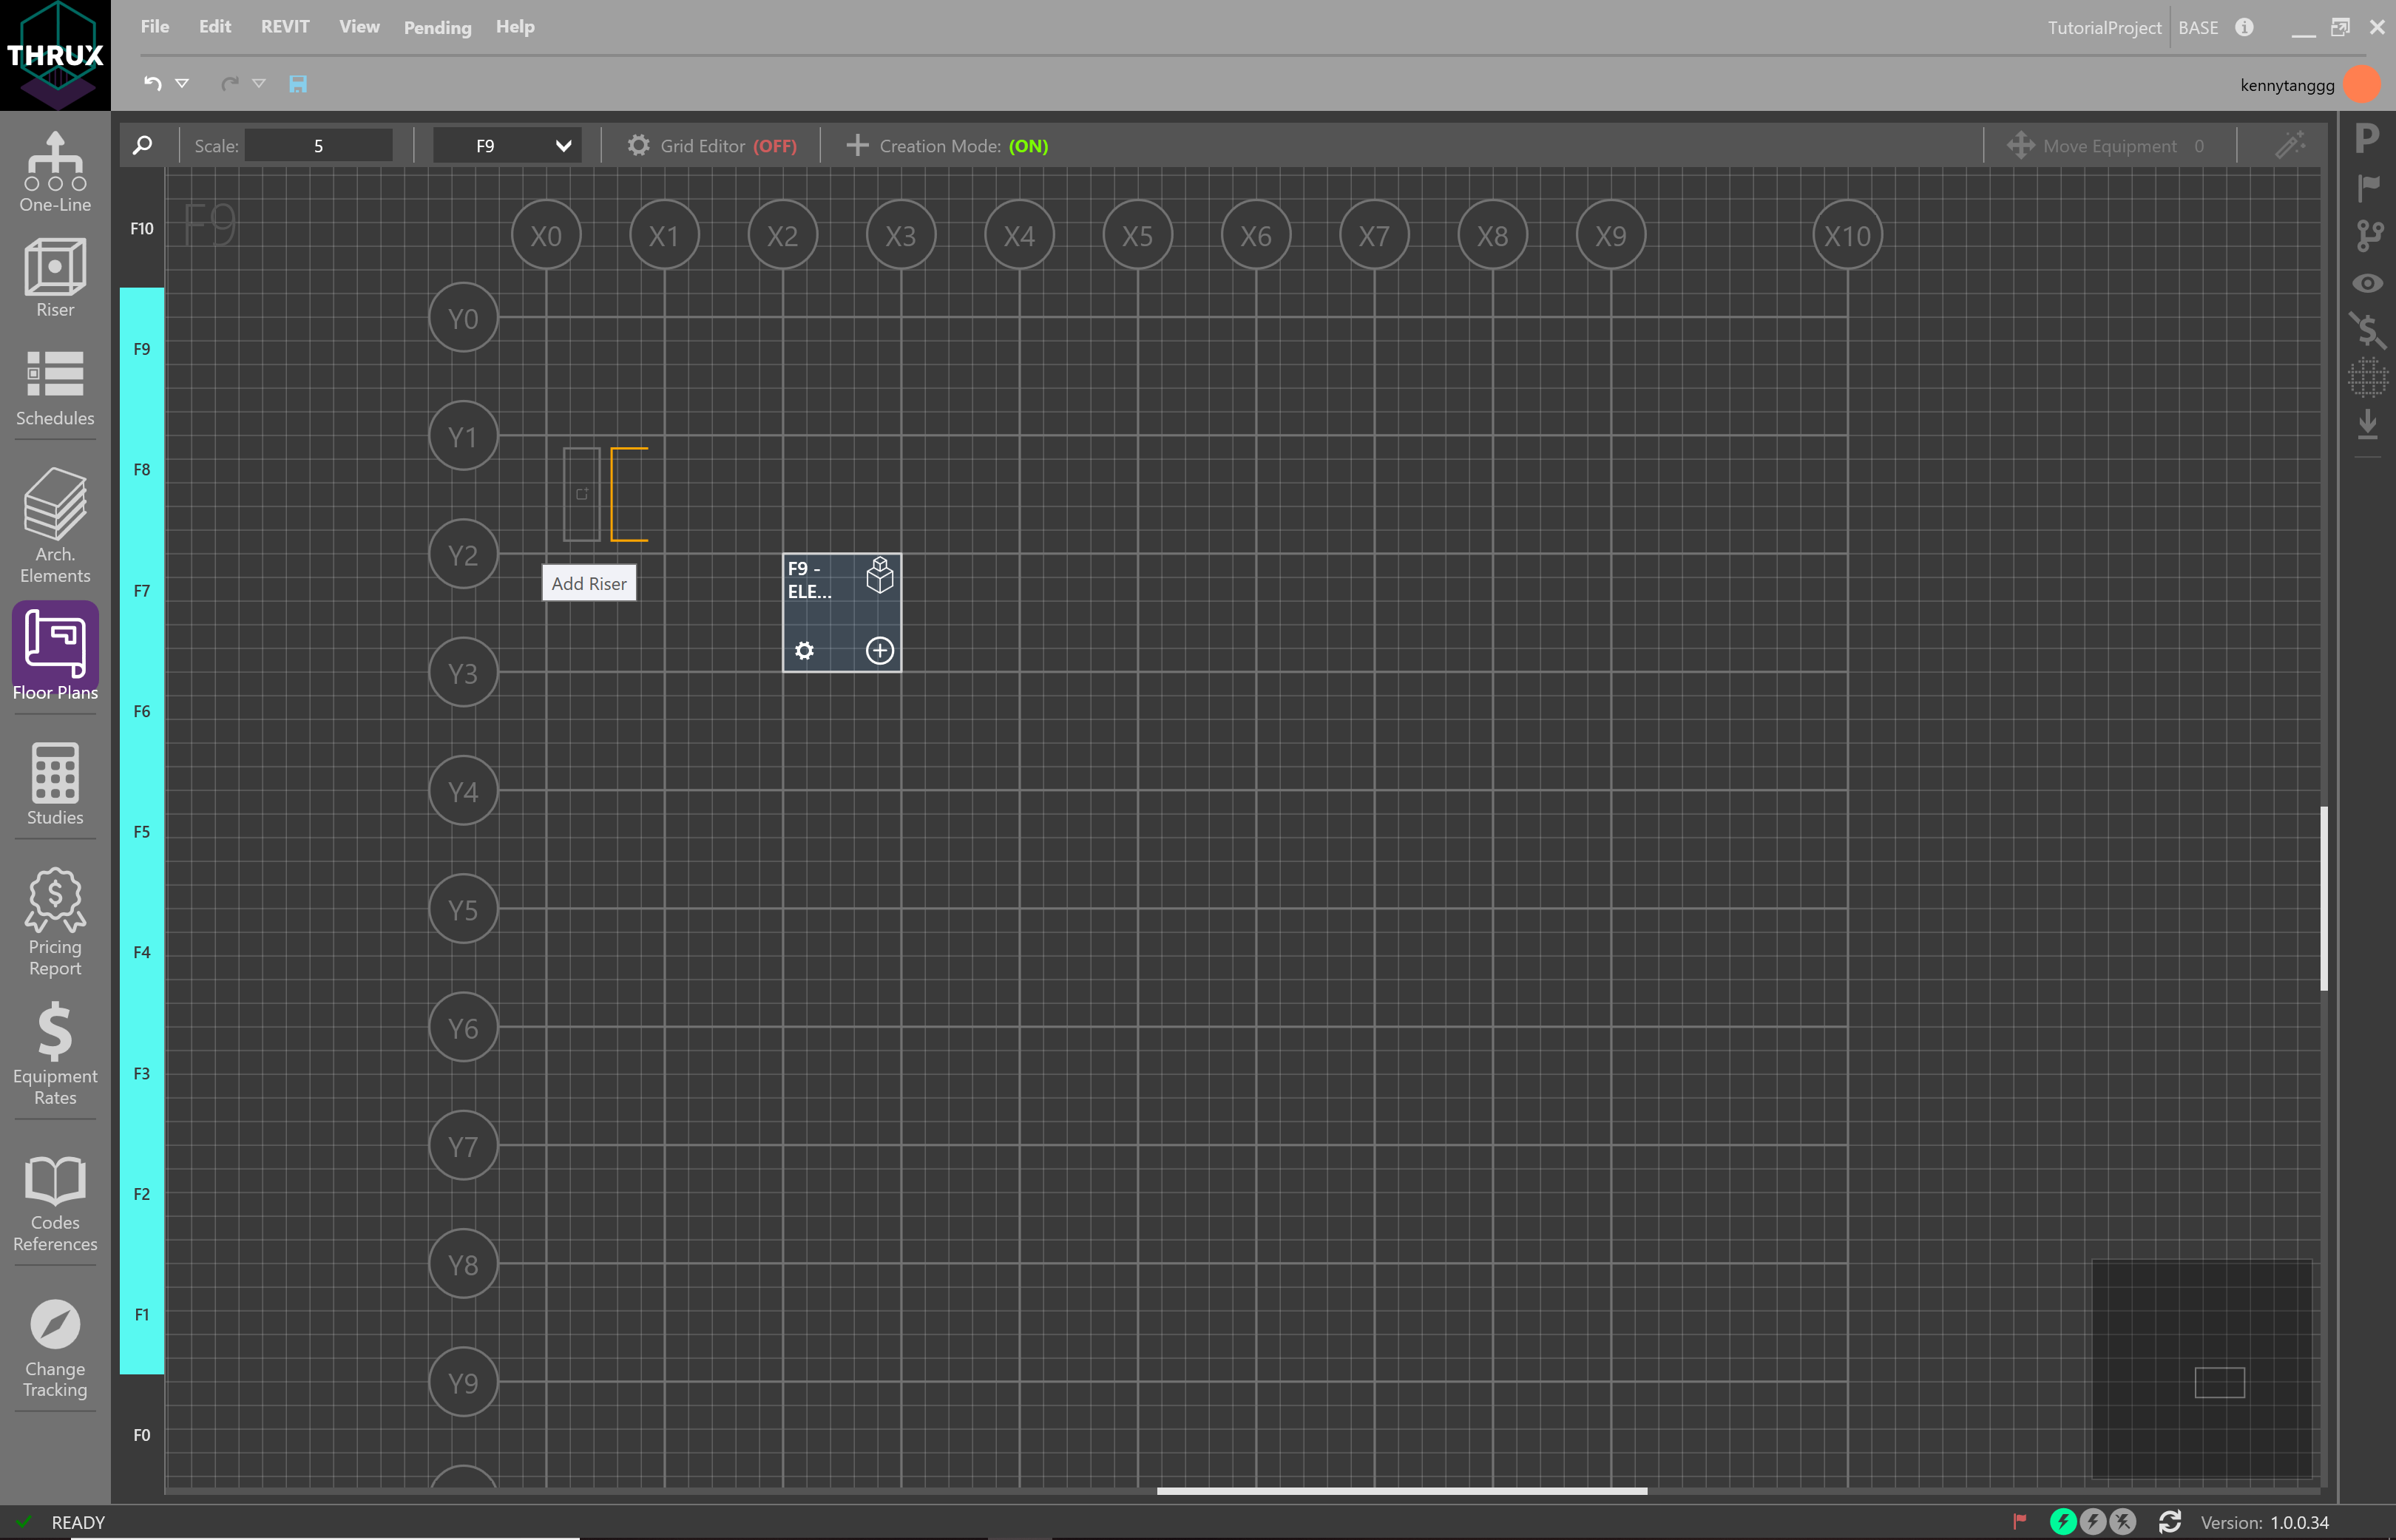 THRUX
File Edit REVIT View Pending Help
TutorialProject BASE
kennytanggg
Scale: 5 F9 Grid Editor (OFF) Creation Mode: (ON) Move Equipment 0
P
One-Line
Riser
Schedules
Arch.
Elements
Floor Plans
Studies
Pricing
Report
Equipment
Rates
Codes
References
Change
Tracking
F10
F9
F8
F7
F6
F5
F4
F3
F2
F1
F0
F9
X0 X1 X2 X3 X4 X5 X6 X7 X8 X9 X10
Y0
Y1
Y2
Y3
Y4
Y5
Y6
Y7
Y8
Y9
Add Riser
F9 -
ELE...
READY
Version: 1.0.0.34